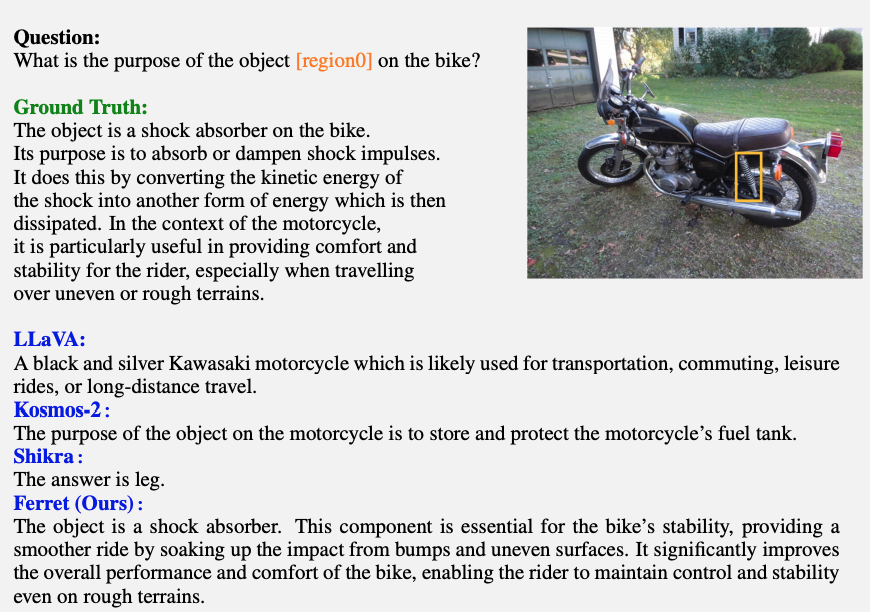 Question:
What is the purpose of the object [region0] on the bike?
Ground Truth:
The object is a shock absorber on the bike.
Its purpose is to absorb or dampen shock impulses.
It does this by converting the kinetic energy of
the shock into another form of energy which is then
dissipated. In the context of the motorcycle,
it is particularly useful in providing comfort and
stability for the rider, especially when travelling
over uneven or rough terrains.
LLaVA:
A black and silver Kawasaki motorcycle which is likely used for transportation, commuting, leisure
rides, or long-distance travel.
Kosmos-2 :
The purpose of the object on the motorcycle is to store and protect the motorcycle's fuel tank.
Shikra :
The answer is leg.
Ferret (Ours) :
The object is a shock absorber. This component is essential for the bike's stability, providing a
smoother ride by soaking up the impact from bumps and uneven surfaces. It significantly improves
the overall performance and comfort of the bike, enabling the rider to maintain control and stability
even on rough terrains.